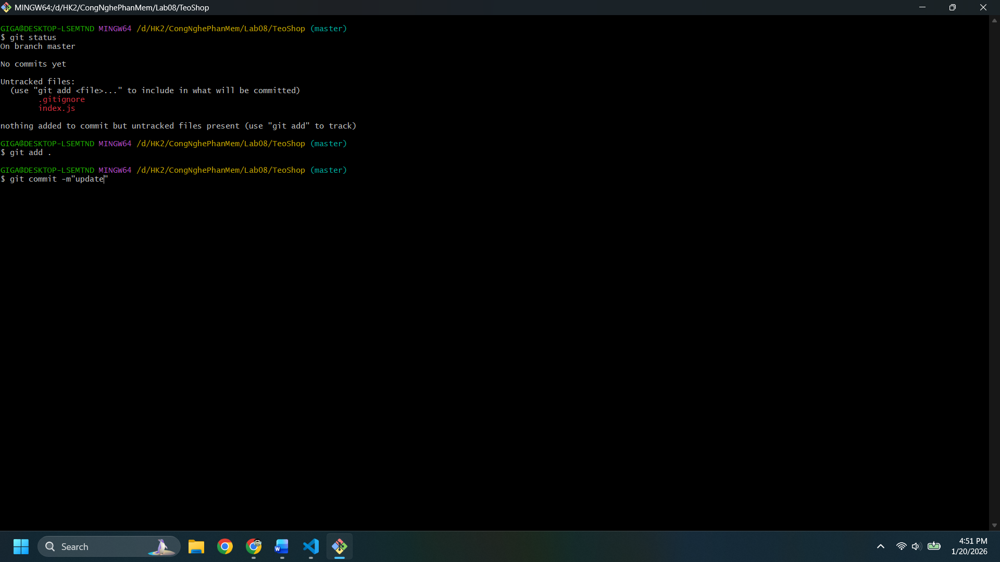 MINGW64:/d/HK2/CongNghePhanMem/Lab08/TeoShop
GIGA@DESKTOP-LSEMTND MINGW64 /d/HK2/CongNghePhanMem/Lab08/TeoShop (master)
$ git status
On branch master
No commits yet
Untracked files:
  (use "git add <file>..." to include in what will be committed)
        .gitignore
        index.js
nothing added to commit but untracked files present (use "git add" to track)
GIGA@DESKTOP-LSEMTND MINGW64 /d/HK2/CongNghePhanMem/Lab08/TeoShop (master)
$ git add .
GIGA@DESKTOP-LSEMTND MINGW64 /d/HK2/CongNghePhanMem/Lab08/TeoShop (master)
$ git commit -m"update"
Search
4:51 PM
1/20/2026